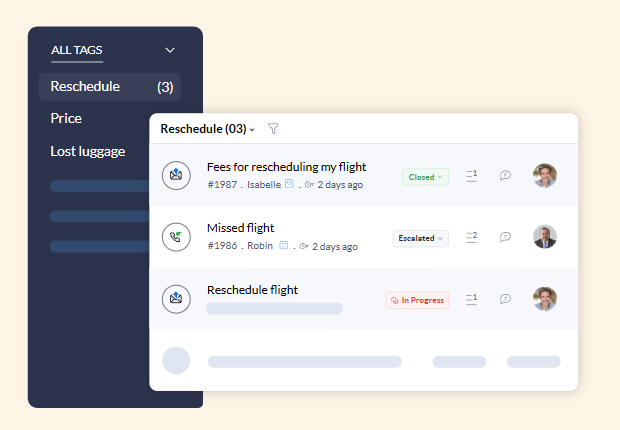 ALL TAGS
Reschedule (3)
Price
Lost luggage
Reschedule (03)
Fees for rescheduling my flight
#1987 . Isabelle . 2 days ago
Closed
1
Missed flight
#1986 . Robin . 2 days ago
Escalated
2
Reschedule flight
In Progress
1